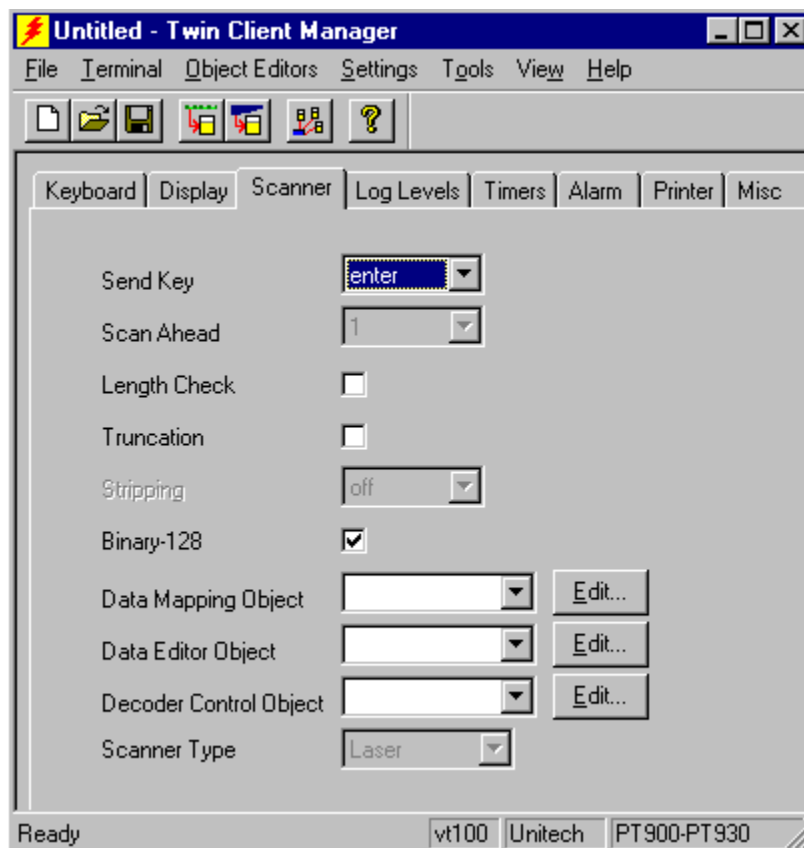 Untitled - Twin Client Manager
File Terminal Object Editors Settings Tools View Help
Keyboard Display Scanner Log Levels Timers Alarm Printer Misc
Send Key enter
Scan Ahead 1
Length Check
Truncation
Stripping off
Binary-128
Data Mapping Object Edit...
Data Editor Object Edit...
Decoder Control Object Edit...
Scanner Type Laser
Ready vt100 Unitech PT900-PT930